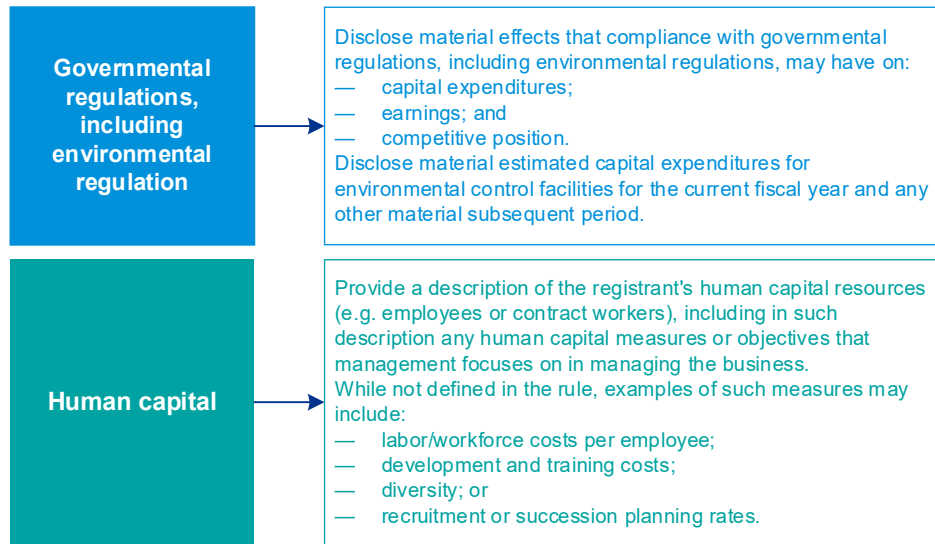 Governmental
regulations,
including
environmental
regulation
Disclose material effects that compliance with governmental
regulations, including environmental regulations, may have on:
— capital expenditures;
— earnings; and
— competitive position.
Disclose material estimated capital expenditures for
environmental control facilities for the current fiscal year and any
other material subsequent period.
Human capital
Provide a description of the registrant's human capital resources
(e.g. employees or contract workers), including in such
description any human capital measures or objectives that
management focuses on in managing the business.
While not defined in the rule, examples of such measures may
include:
— labor/workforce costs per employee;
— development and training costs;
— diversity; or
— recruitment or succession planning rates.